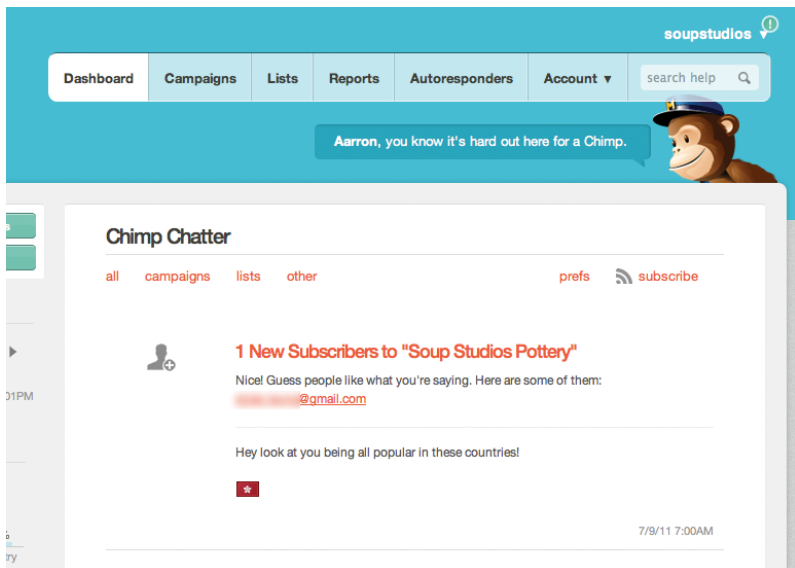 soupstudios ▼
!
Dashboard Campaigns Lists Reports Autoresponders Account ▼ search help
Aarron, you know it's hard out here for a Chimp.
s
Chimp Chatter
all campaigns lists other prefs subscribe
1 New Subscribers to "Soup Studios Pottery"
Nice! Guess people like what you're saying. Here are some of them:
@gmail.com
01PM
Hey look at you being all popular in these countries!
7/9/11 7:00AM
try